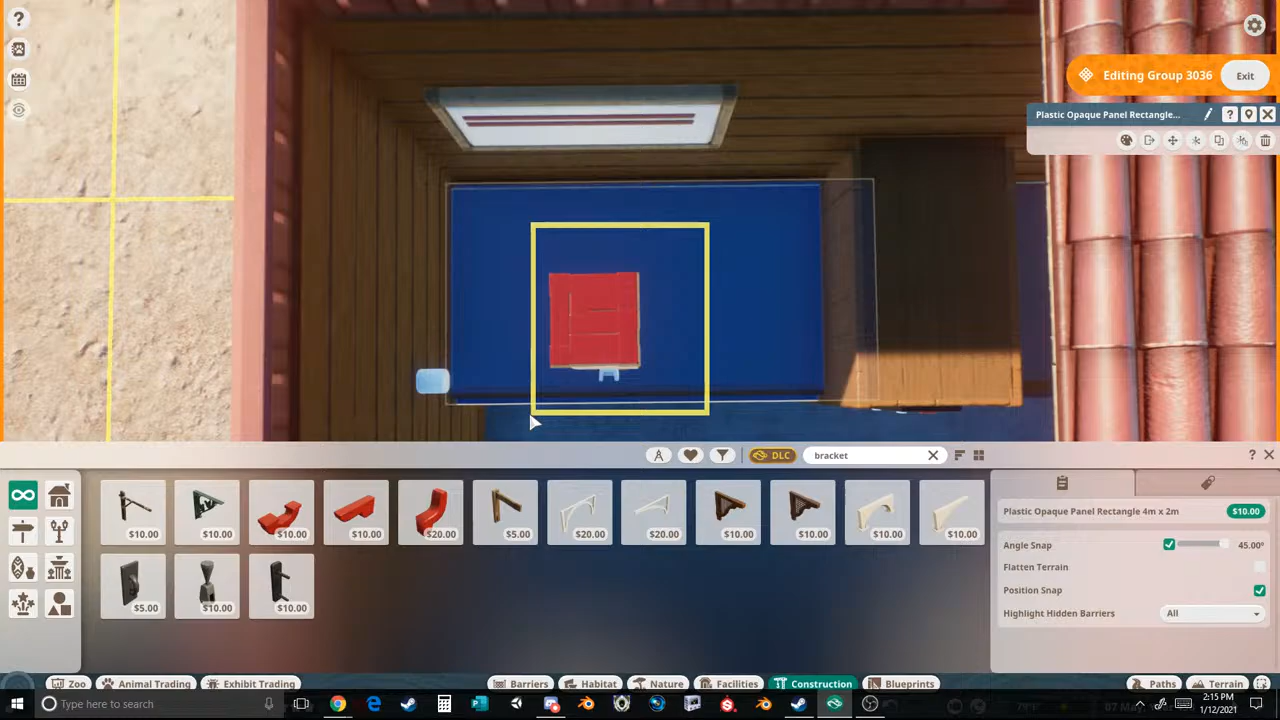 Editing Group 3036
Exit
Plastic Opaque Panel Rectangle...
DLC
bracket
$10.00
$10.00
$10.00
$10.00
$20.00
$5.00
$20.00
$20.00
$10.00
$10.00
$10.00
$10.00
$5.00
$10.00
$10.00
Plastic Opaque Panel Rectangle 4m x 2m
$10.00
Angle Snap
45.00°
Flatten Terrain
Position Snap
Highlight Hidden Barriers
All
Zoo
Animal Trading
Exhibit Trading
Barriers
Habitat
Nature
Facilities
Construction
Blueprints
Paths
Terrain
Type here to search
2:15 PM
1/12/2021